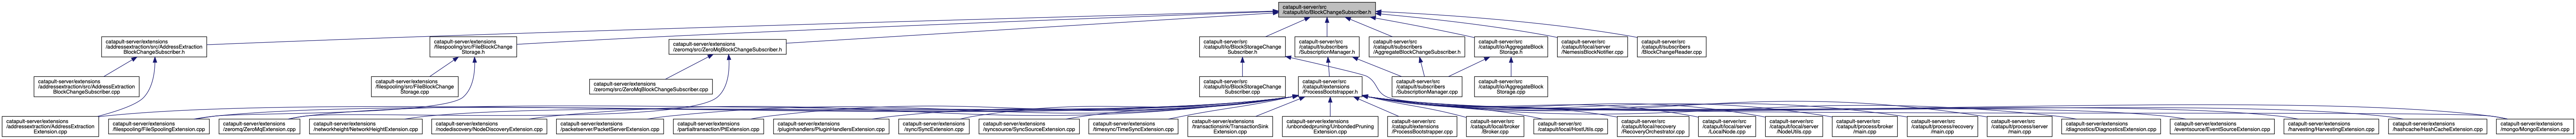 catapult-server/src
/catapult/io/BlockChangeSubscriber.h
catapult-server/extensions
/addressextraction/src/AddressExtraction
BlockChangeSubscriber.h
catapult-server/extensions
/filespooling/src/FileBlockChange
Storage.h
catapult-server/extensions
/zeromq/src/ZeroMqBlockChangeSubscriber.h
catapult-server/src
/catapult/io/BlockStorageChange
Subscriber.h
catapult-server/src
/catapult/subscribers
/SubscriptionManager.h
catapult-server/src
/catapult/subscribers
/AggregateBlockChangeSubscriber.h
catapult-server/src
/catapult/io/AggregateBlock
Storage.h
catapult-server/src
/catapult/local/server
/NemesisBlockNotifier.cpp
catapult-server/src
/catapult/subscribers
/BlockChangeReader.cpp
catapult-server/extensions
/addressextraction/src/AddressExtraction
BlockChangeSubscriber.cpp
catapult-server/extensions
/filespooling/src/FileBlockChange
Storage.cpp
catapult-server/extensions
/zeromq/src/ZeroMqBlockChangeSubscriber.cpp
catapult-server/src
/catapult/io/BlockStorageChange
Subscriber.cpp
catapult-server/src
/catapult/extensions
/ProcessBootstrapper.h
catapult-server/src
/catapult/subscribers
/SubscriptionManager.cpp
catapult-server/src
/catapult/io/AggregateBlock
Storage.cpp
catapult-server/extensions
/addressextraction/src/AddressExtraction
Extension.cpp
catapult-server/extensions
/filespooling/FileSpoolingExtension.cpp
catapult-server/extensions
/zeromq/ZeroMqExtension.cpp
catapult-server/extensions
/networkheight/NetworkHeightExtension.cpp
catapult-server/extensions
/nodediscovery/NodeDiscoveryExtension.cpp
catapult-server/extensions
/packetserver/PacketServerExtension.cpp
catapult-server/extensions
/partialtransaction/PtExtension.cpp
catapult-server/extensions
/pluginhandlers/PluginHandlersExtension.cpp
catapult-server/extensions
/sync/SyncExtension.cpp
catapult-server/extensions
/syncsource/SyncSourceExtension.cpp
catapult-server/extensions
/timesync/TimeSyncExtension.cpp
catapult-server/extensions
/transactionsink/TransactionSink
Extension.cpp
catapult-server/extensions
/unbondedpruning/UnbondedPruning
Extension.cpp
catapult-server/src
/catapult/extensions
/ProcessBootstrapper.cpp
catapult-server/src
/catapult/local/broker
/Broker.cpp
catapult-server/src
/catapult/local/HostUtils.cpp
catapult-server/src
/catapult/local/recovery
/RecoveryOrchestrator.cpp
catapult-server/src
/catapult/local/server
/LocalNode.cpp
catapult-server/src
/catapult/local/server
/NodeUtils.cpp
catapult-server/src
/catapult/process/broker
/main.cpp
catapult-server/src
/catapult/process/recovery
/main.cpp
catapult-server/src
/catapult/process/server
/main.cpp
catapult-server/extensions
/diagnostics/DiagnosticsExtension.cpp
catapult-server/extensions
/eventsource/EventSourceExtension.cpp
catapult-server/extensions
/harvesting/HarvestingExtension.cpp
catapult-server/extensions
/hashcache/HashCacheExtension.cpp
catapult-server/extensions
/mongo/MongoExtension.cpp